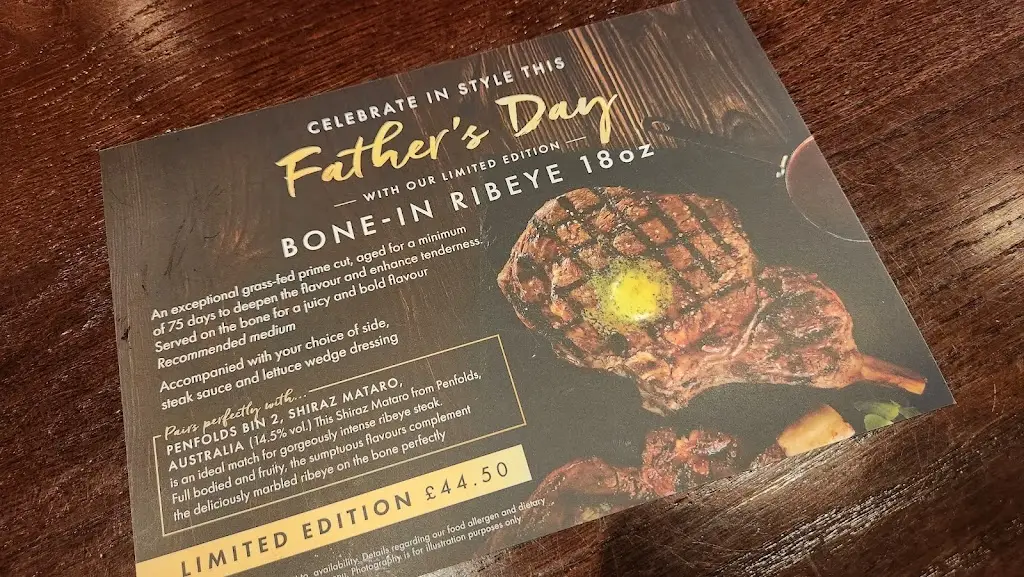 CELEBRATE IN STYLE THIS
Father's Day
WITH OUR LIMITED EDITION
BONE-IN RIBEYE 18oz
An exceptional grass-fed prime cut, aged for a minimum
of 75 days to deepen the flavour and enhance tenderness.
Served on the bone for a juicy and bold flavour
Recommended medium
Accompanied with your choice of side,
steak sauce and lettuce wedge dressing
Pairs perfectly with...
PENFOLDS BIN 2, SHIRAZ MATARO,
AUSTRALIA (14.5% vol.) This Shiraz Mataro from Penfolds,
is an ideal match for gorgeously intense ribeye steak.
Full bodied and fruity, the sumptuous flavours complement
the deliciously marbled ribeye on the bone perfectly
LIMITED EDITION £44.50
to availability. Details regarding our food allergen and dietary
Photography is for illustration purposes only